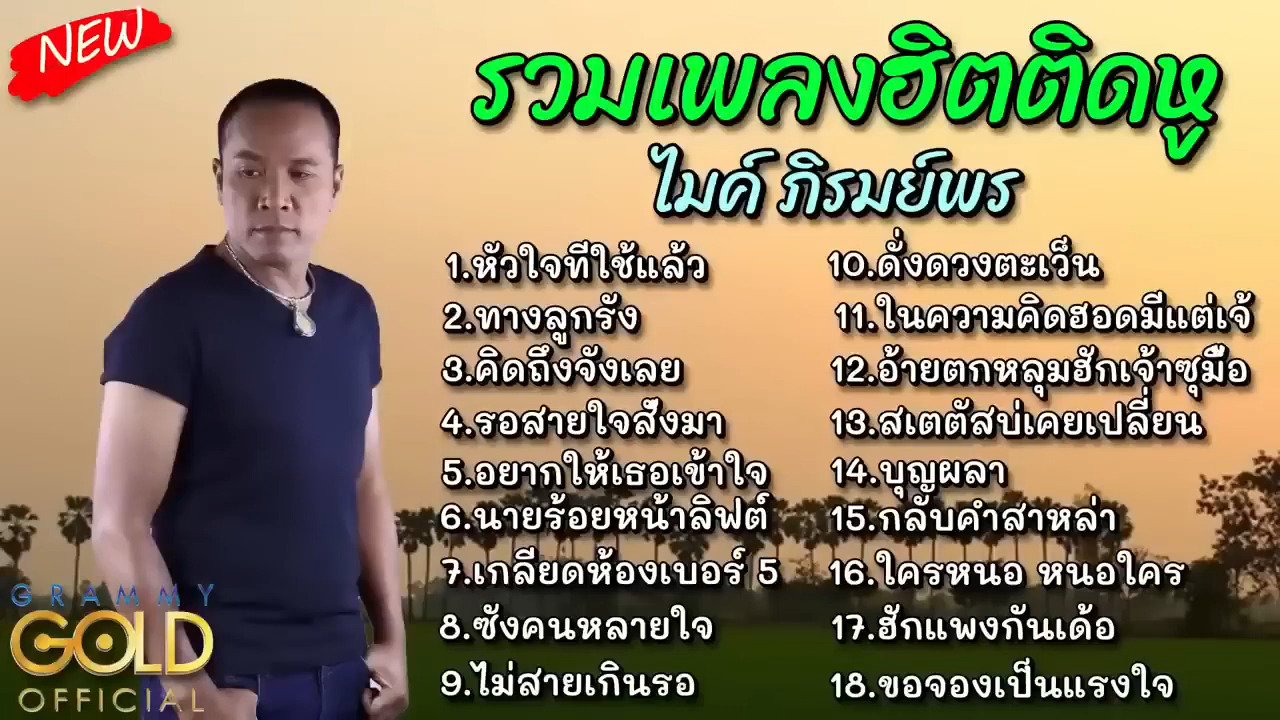 NEW
รวมเพลงฮิตติดหู
ไมค์ ภิรมย์พร
1.หัวใจที่ใช้แล้ว
2.ทางลูกรัง
3.คิดถึงจังเลย
4.รอสายใจสั่งมา
5.อยากให้เธอเข้าใจ
6.นายร้อยหน้าลิฟต์
7.เกลียดห้องเบอร์ 5
8.ซังคนหลายใจ
9.ไม่สายเกินรอ
10.ดั่งดวงตะเว็น
11.ในความคิดฮอดมีแต่เจ้
12.อ้ายตกหลุมฮักเจ้าซุมื้อ
13.สเตตัสบ่เคยเปลี่ยน
14.บุญผลา
15.กลับคำสาหล่า
16.ใครหนอ หนอใคร
17.ฮักแพงกันเด้อ
18.ขอจองเป็นแรงใจ
GRAMMY
GOLD
OFFICIAL